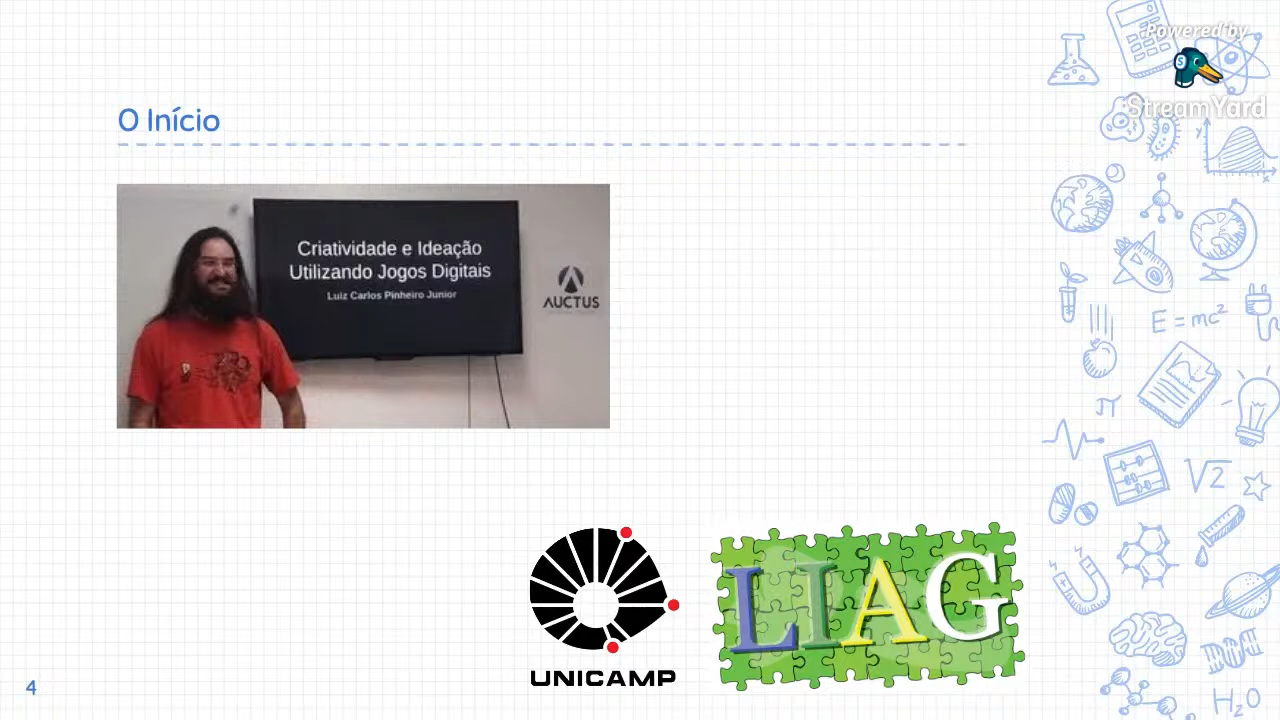 Powered by
StreamYard
O Início
Criatividade e Ideação
Utilizando Jogos Digitais
Luiz Carlos Pinheiro Junior
AUCTUS
y
x
E = mc²
π
√2
UNICAMP
LIAG
4
H₂O